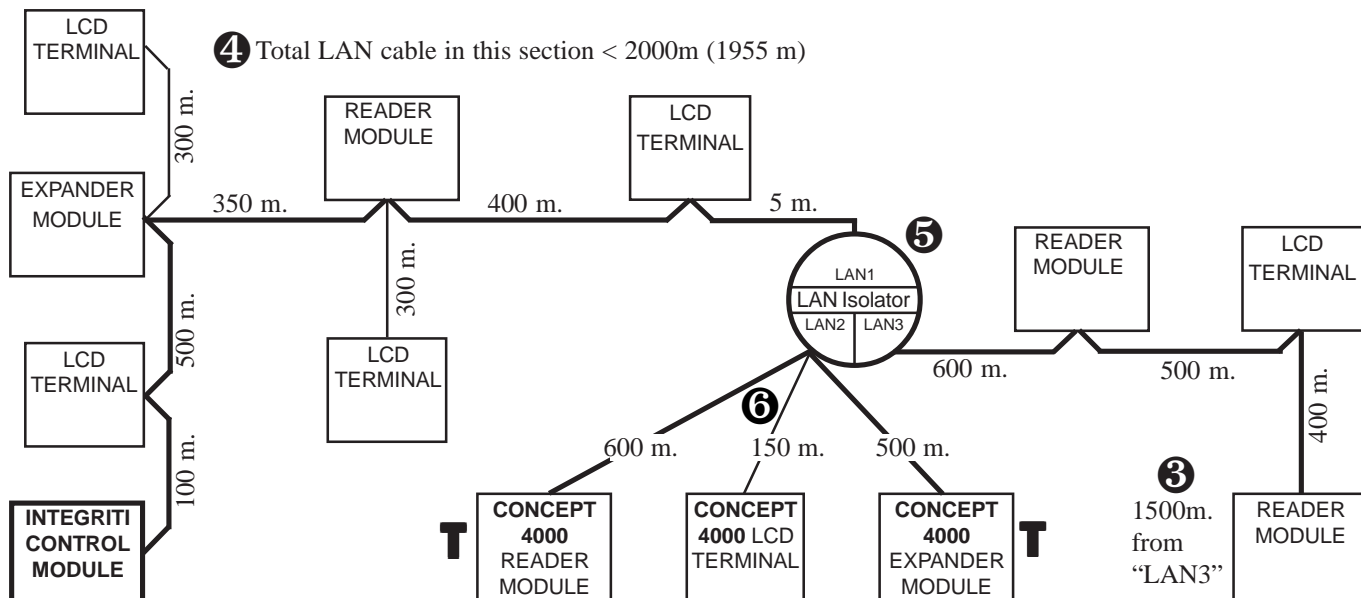 LCD
TERMINAL
4 Total LAN cable in this section < 2000m (1955 m)
300 m.
READER
MODULE
LCD
TERMINAL
EXPANDER
MODULE
350 m.
400 m.
5 m.
5
LAN1
LAN Isolator
LAN2
LAN3
READER
MODULE
LCD
TERMINAL
300 m.
500 m.
LCD
TERMINAL
LCD
TERMINAL
600 m.
500 m.
400 m.
6
600 m.
150 m.
500 m.
100 m.
3
1500m.
from
“LAN3”
INTEGRITI
CONTROL
MODULE
T
CONCEPT
4000
READER
MODULE
CONCEPT
4000 LCD
TERMINAL
CONCEPT
4000
EXPANDER
MODULE
T
READER
MODULE